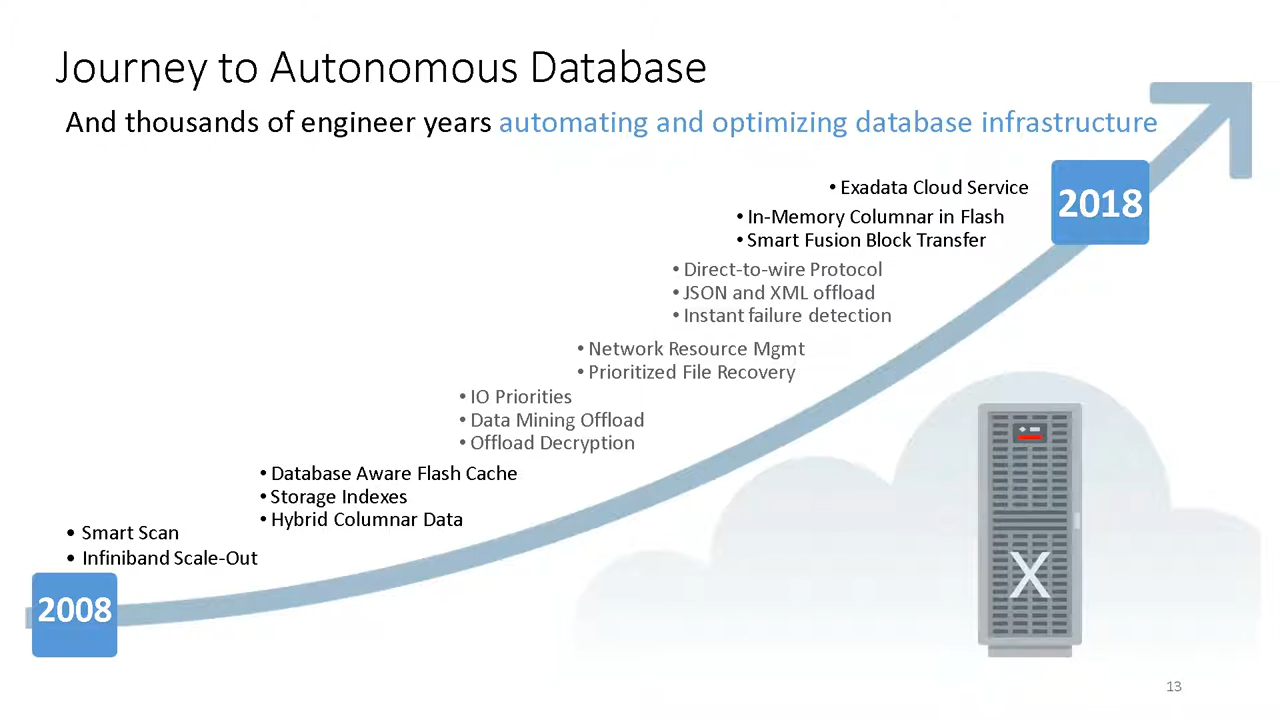 Journey to Autonomous Database
And thousands of engineer years automating and optimizing database infrastructure
• Exadata Cloud Service
2018
• In-Memory Columnar in Flash
• Smart Fusion Block Transfer
• Direct-to-wire Protocol
• JSON and XML offload
• Instant failure detection
• Network Resource Mgmt
• Prioritized File Recovery
• IO Priorities
• Data Mining Offload
• Offload Decryption
• Database Aware Flash Cache
• Storage Indexes
• Hybrid Columnar Data
• Smart Scan
• Infiniband Scale-Out
2008
X
13